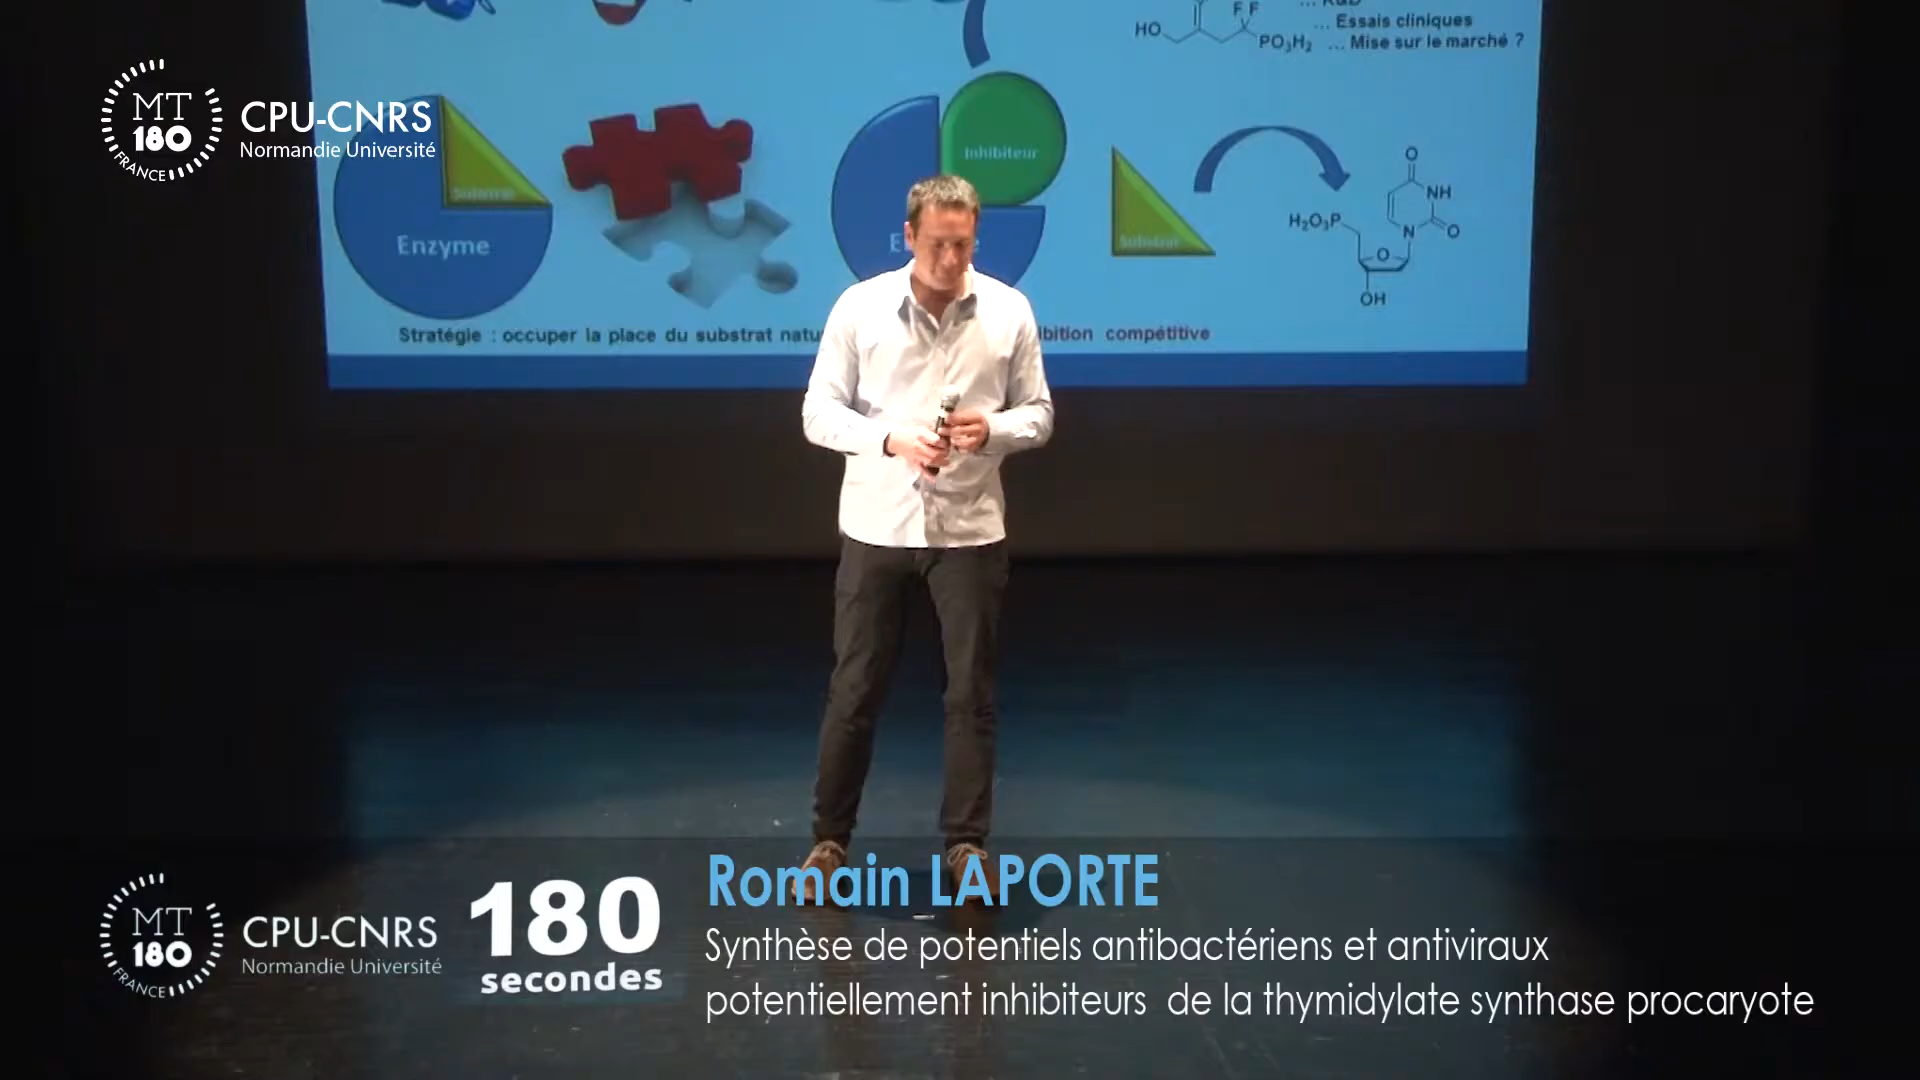 ... Essais cliniques
... Mise sur le marché ?
F F
HO
PO3H2
MT
180
FRANCE
CPU-CNRS
Normandie Université
Substrat
Enzyme
Inhibiteur
Substrat
O
NH
H2O3P
N
O
O
OH
Stratégie : occuper la place du substrat
compétitive
MT
180
FRANCE
CPU-CNRS
Normandie Université
180
secondes
Romain LAPORTE
Synthèse de potentiels antibactériens et antiviraux
potentiellement inhibiteurs de la thymidylate synthase procaryote